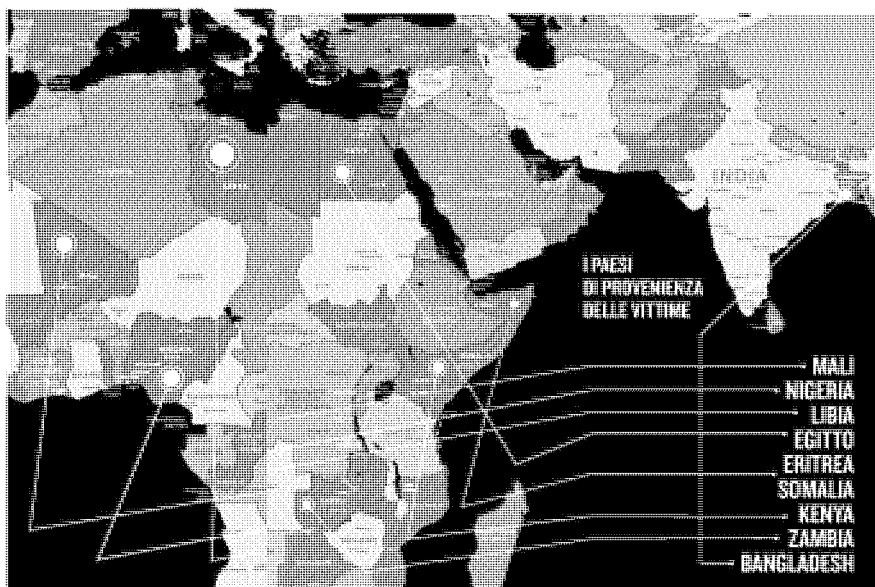 INDIA
I PAESI
DI PROVENIENZA
DELLE VITTIME
MALI
NIGERIA
LIBIA
EGITTO
ERITREA
SOMALIA
KENYA
ZAMBIA
BANGLADESH